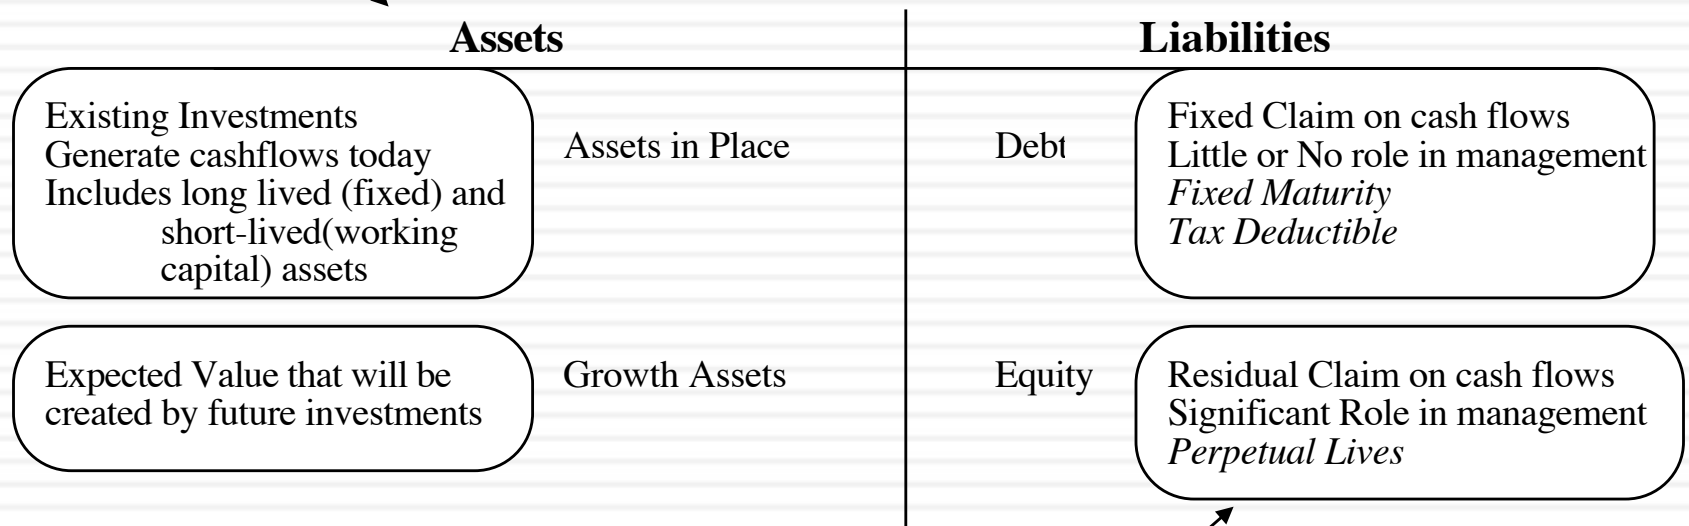 Assets
Liabilities
Existing Investments
Generate cashflows today
Includes long lived (fixed) and
short-lived(working
capital) assets
Assets in Place
Debt
Fixed Claim on cash flows
Little or No role in management
Fixed Maturity
Tax Deductible
Expected Value that will be
created by future investments
Growth Assets
Equity
Residual Claim on cash flows
Significant Role in management
Perpetual Lives